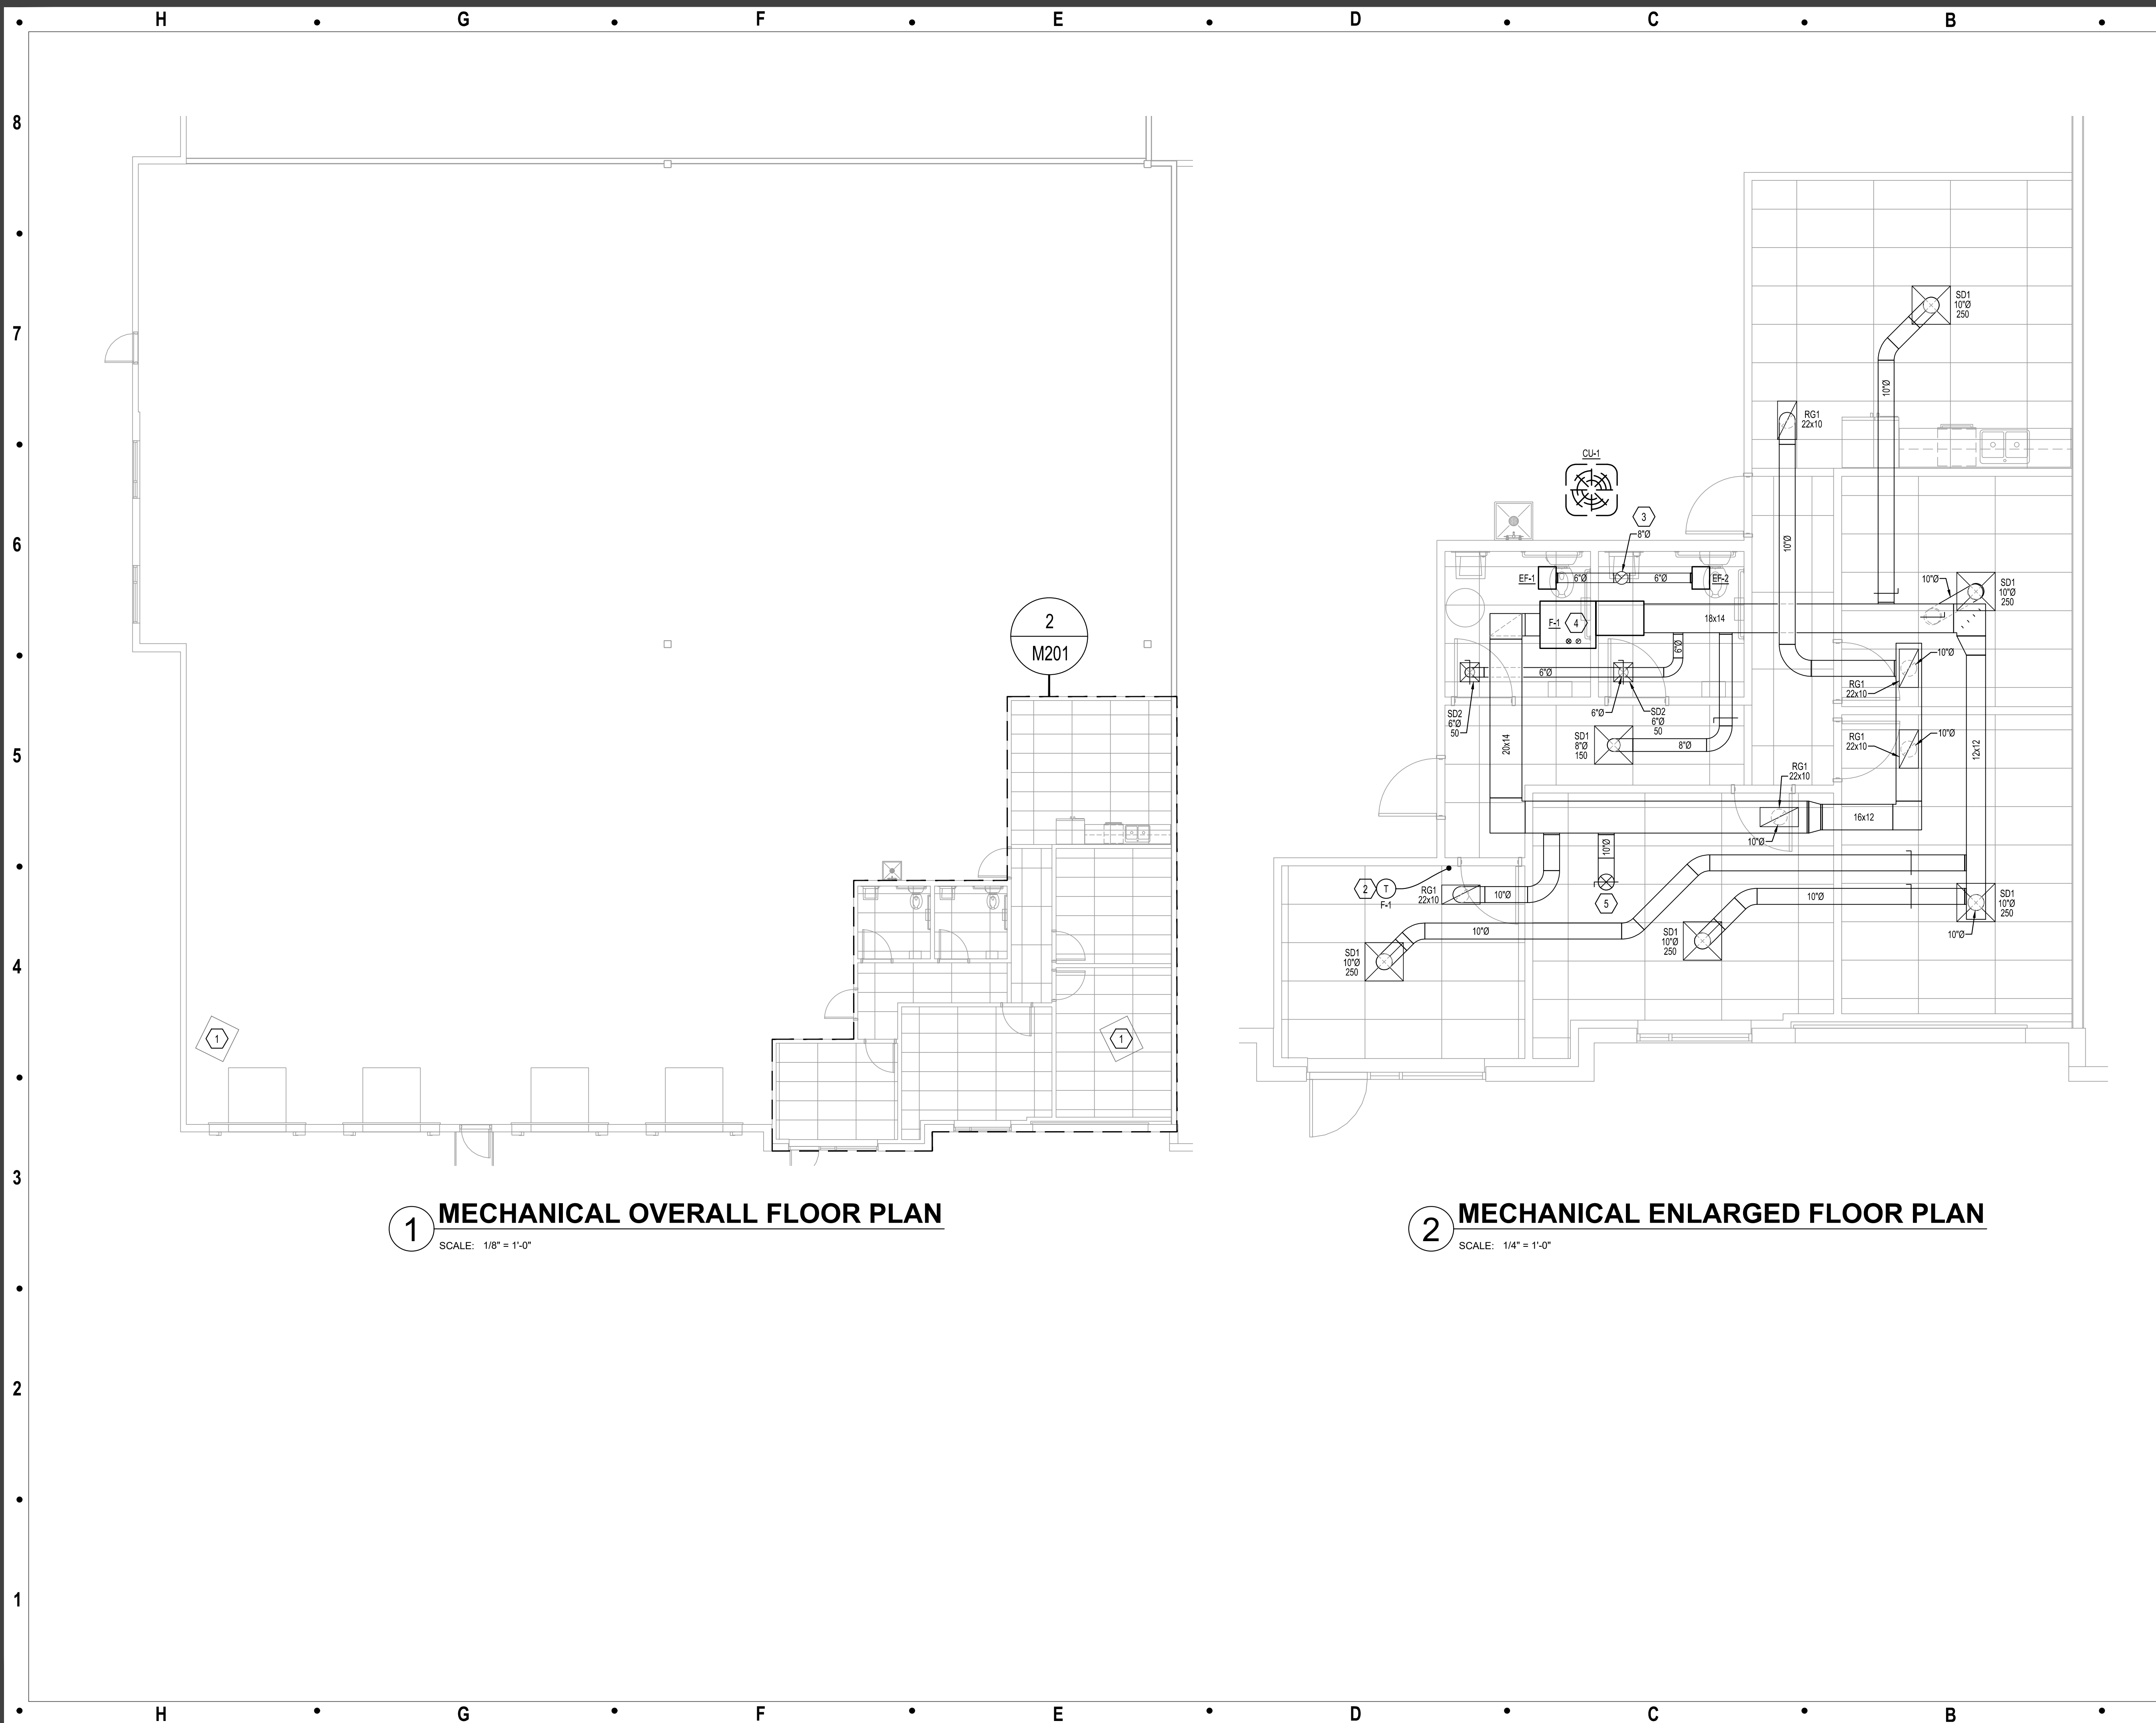 H G F E D C B
8
7
6
5
4
3
2
1
2
M201
1
1
1 MECHANICAL OVERALL FLOOR PLAN
SCALE: 1/8" = 1'-0"
SD1
10"Ø
250
10"Ø
RG1
22x10
CU-1
3
8"Ø
10"Ø
EF-1
6"Ø
6"Ø
EF-2
10"Ø
SD1
10"Ø
250
F-1
4
18x14
6"Ø
6"Ø
10"Ø
RG1
22x10
SD2
6"Ø
50
6"Ø
SD2
6"Ø
50
20x14
SD1
8"Ø
150
8"Ø
RG1
22x10
10"Ø
12x12
RG1
22x10
16x12
10"Ø
10"Ø
2
T
F-1
RG1
22x10
10"Ø
5
10"Ø
SD1
10"Ø
250
10"Ø
10"Ø
SD1
10"Ø
250
SD1
10"Ø
250
2 MECHANICAL ENLARGED FLOOR PLAN
SCALE: 1/4" = 1'-0"
H G F E D C B